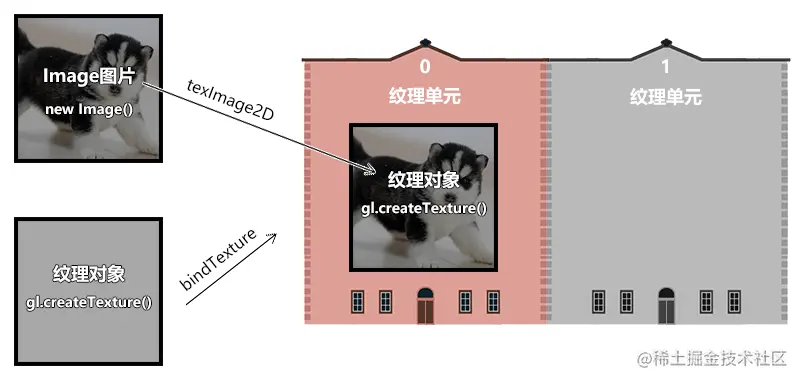 Image图片
new Image()
texImage2D
0
纹理单元
1
纹理单元
纹理对象
gl.createTexture()
纹理对象
gl.createTexture()
bindTexture
@稀土掘金技术社区